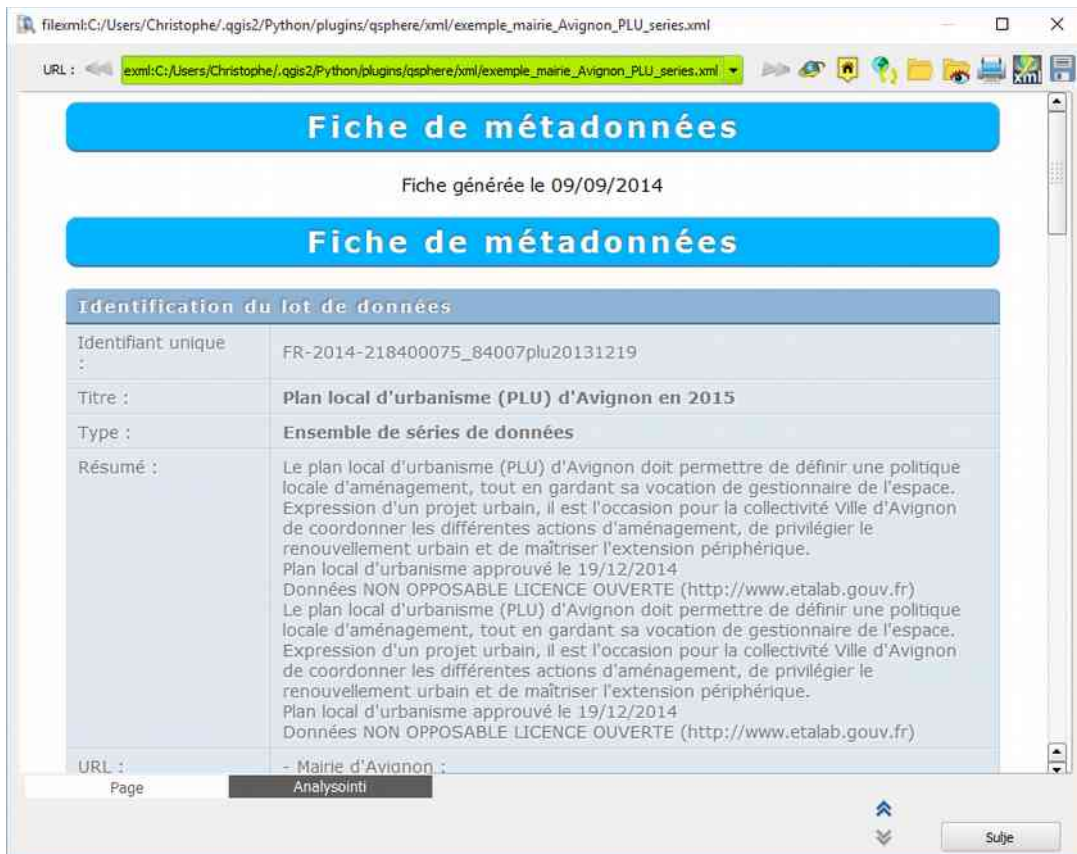 filexml:C:/Users/Christophe/.qgis2/Python/plugins/qsphere/xml/exemple_mairie_Avignon_PLU_series.xml
URL :
exml:C:/Users/Christophe/.qgis2/Python/plugins/qsphere/xml/exemple_mairie_Avignon_PLU_series.xml
xml
Fiche de métadonnées
Fiche générée le 09/09/2014
Fiche de métadonnées
Identification du lot de données
Identifiant unique :
FR-2014-218400075_84007plu20131219
Titre :
Plan local d'urbanisme (PLU) d'Avignon en 2015
Type :
Ensemble de séries de données
Résumé :
Le plan local d'urbanisme (PLU) d'Avignon doit permettre de définir une politique
locale d'aménagement, tout en gardant sa vocation de gestionnaire de l'espace.
Expression d'un projet urbain, il est l'occasion pour la collectivité Ville d'Avignon
de coordonner les différentes actions d'aménagement, de privilégier le
renouvellement urbain et de maîtriser l'extension périphérique.
Plan local d'urbanisme approuvé le 19/12/2014
Données NON OPPOSABLE LICENCE OUVERTE (http://www.etalab.gouv.fr)
Le plan local d'urbanisme (PLU) d'Avignon doit permettre de définir une politique
locale d'aménagement, tout en gardant sa vocation de gestionnaire de l'espace.
Expression d'un projet urbain, il est l'occasion pour la collectivité Ville d'Avignon
de coordonner les différentes actions d'aménagement, de privilégier le
renouvellement urbain et de maîtriser l'extension périphérique.
Plan local d'urbanisme approuvé le 19/12/2014
Données NON OPPOSABLE LICENCE OUVERTE (http://www.etalab.gouv.fr)
URL :
- Mairie d'Avignon :
Page
Analysointi
Sulje